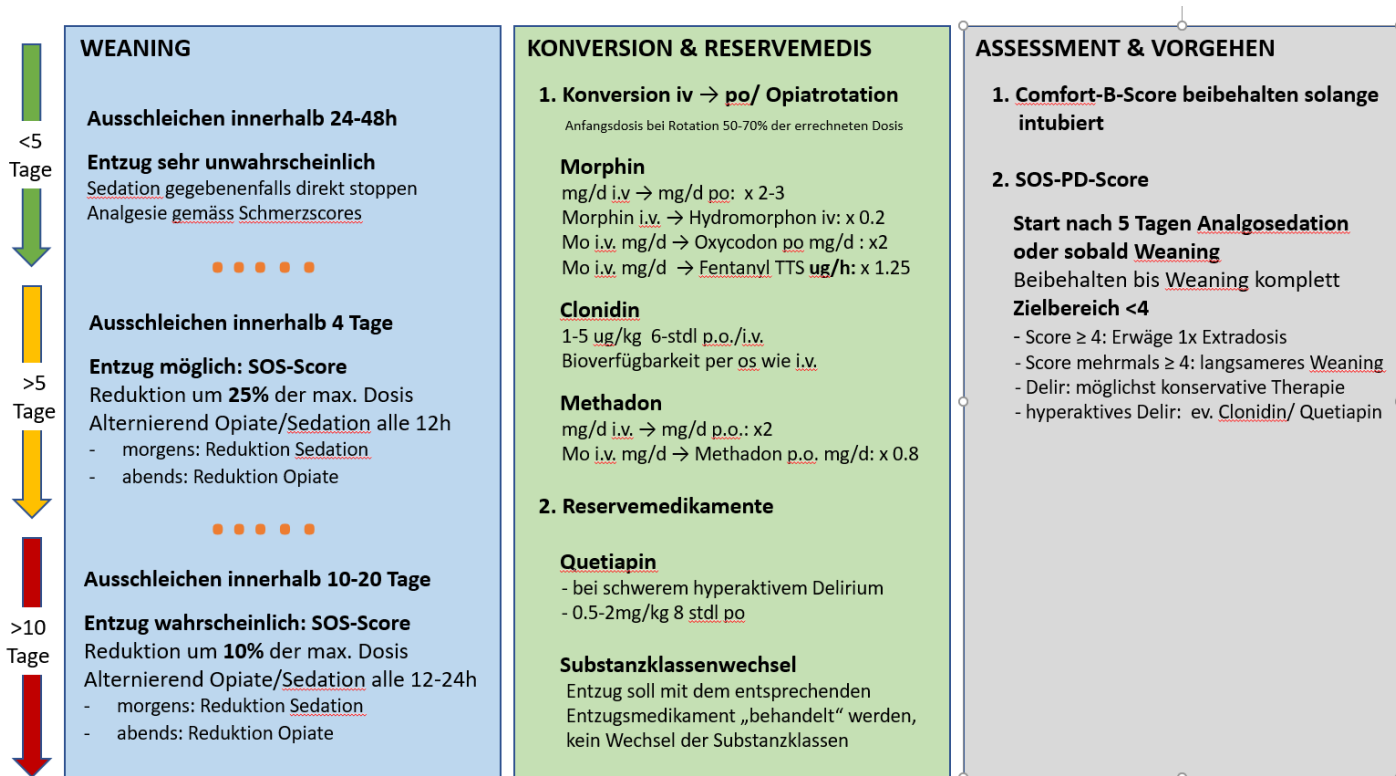 <5
Tage
>5
Tage
>10
Tage
WEANING
Ausschleichen innerhalb 24-48h
Entzug sehr unwahrscheinlich
Sedation gegebenenfalls direkt stoppen
Analgesie gemäss Schmerzscores
Ausschleichen innerhalb 4 Tage
Entzug möglich: SOS-Score
Reduktion um 25% der max. Dosis
Alternierend Opiate/Sedation alle 12h
- morgens: Reduktion Sedation
- abends: Reduktion Opiate
Ausschleichen innerhalb 10-20 Tage
Entzug wahrscheinlich: SOS-Score
Reduktion um 10% der max. Dosis
Alternierend Opiate/Sedation alle 12-24h
- morgens: Reduktion Sedation
- abends: Reduktion Opiate
KONVERSION & RESERVEMEDIS
1. Konversion iv → po/ Opiatrotation
Anfangsdosis bei Rotation 50-70% der errechneten Dosis
Morphin
mg/d i.v → mg/d po: x 2-3
Morphin i.v. → Hydromorphon iv: x 0.2
Mo i.v. mg/d → Oxycodon po mg/d : x2
Mo i.v. mg/d → Fentanyl TTS ug/h: x 1.25
Clonidin
1-5 ug/kg 6-stdl p.o./i.v.
Bioverfügbarkeit per os wie i.v.
Methadon
mg/d i.v. → mg/d p.o.: x2
Mo i.v. mg/d → Methadon p.o. mg/d: x 0.8
2. Reservemedikamente
Quetiapin
- bei schwerem hyperaktivem Delirium
- 0.5-2mg/kg 8 stdl po
Substanzklassenwechsel
Entzug soll mit dem entsprechenden
Entzugsmedikament „behandelt“ werden,
kein Wechsel der Substanzklassen
ASSESSMENT & VORGEHEN
1. Comfort-B-Score beibehalten solange
intubiert
2. SOS-PD-Score
Start nach 5 Tagen Analgosedation
oder sobald Weaning
Beibehalten bis Weaning komplett
Zielbereich <4
- Score ≥ 4: Erwäge 1x Extradosis
- Score mehrmals ≥ 4: langsameres Weaning
- Delir: möglichst konservative Therapie
- hyperaktives Delir: ev. Clonidin/ Quetiapin